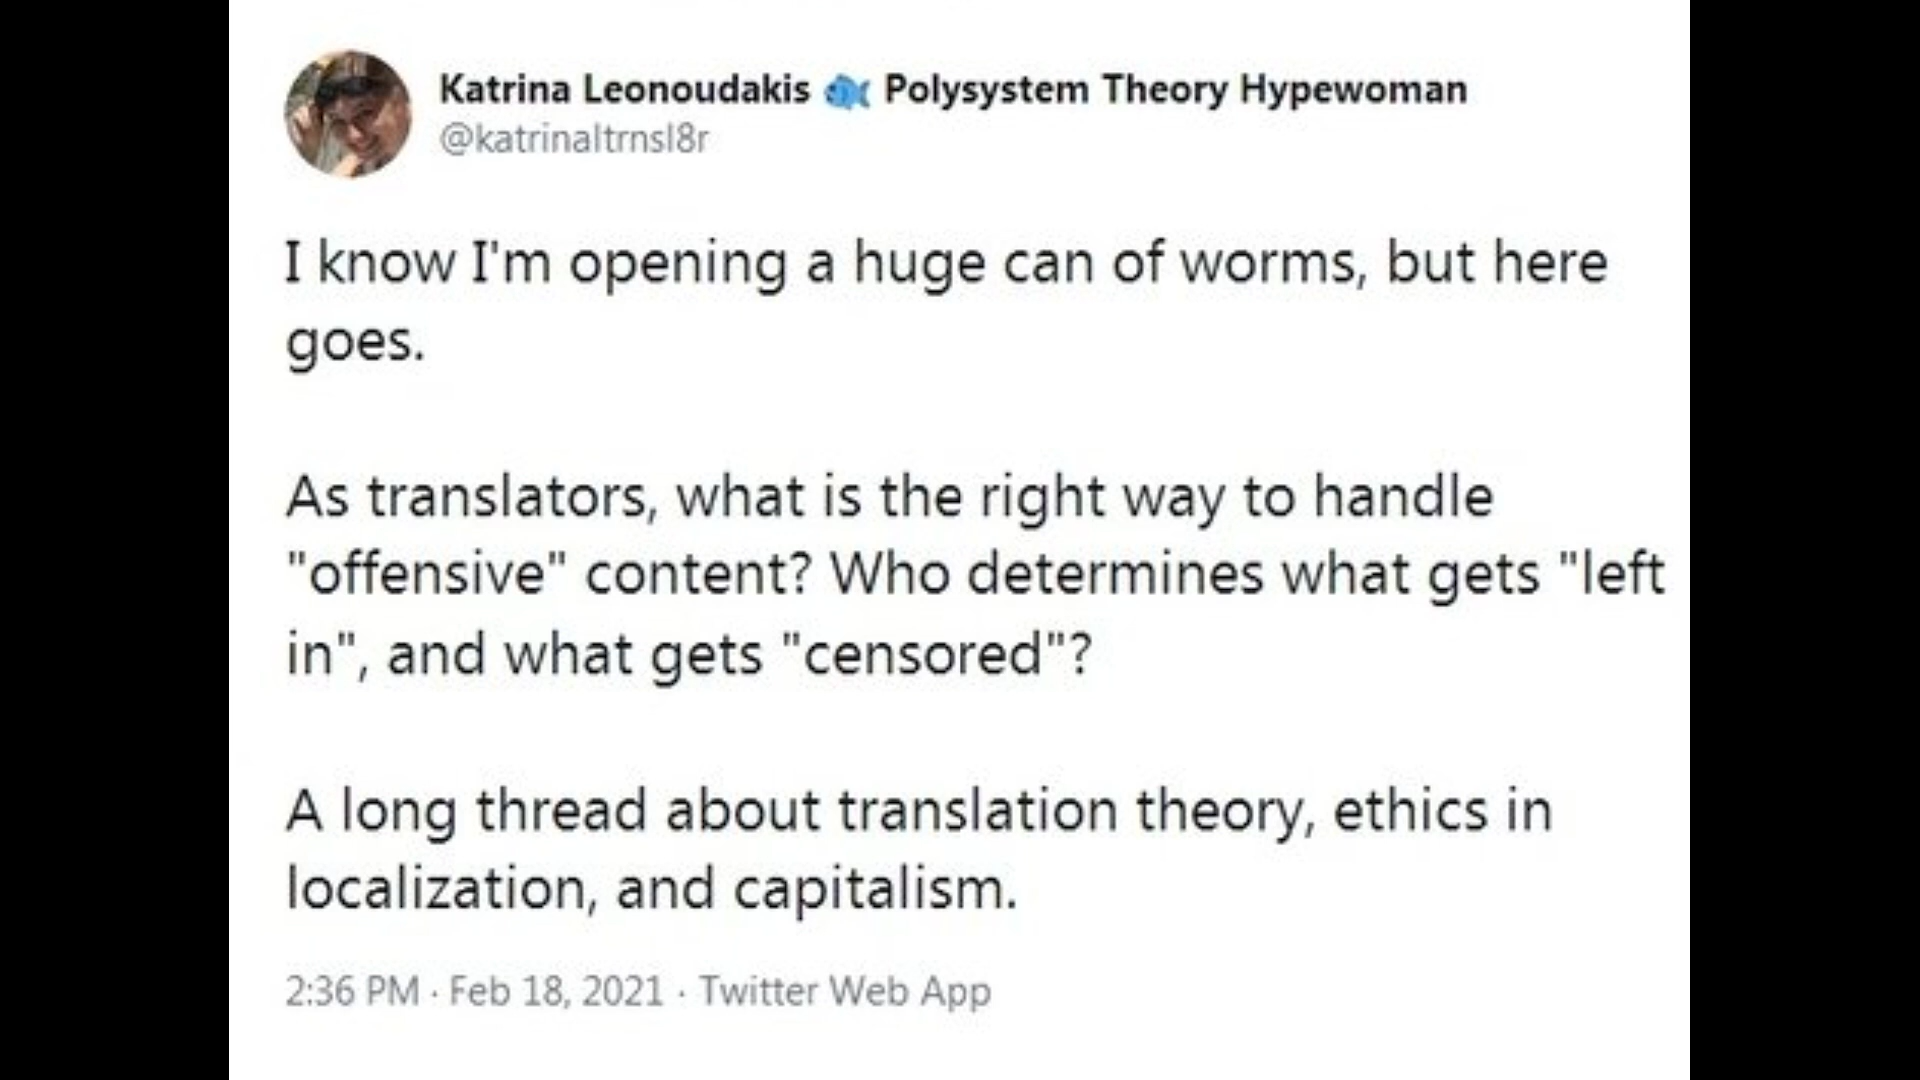 Katrina Leonoudakis 🐟 Polysystem Theory Hypewoman
@katrinaltrnsl8r
I know I'm opening a huge can of worms, but here
goes.
As translators, what is the right way to handle
"offensive" content? Who determines what gets "left
in", and what gets "censored"?
A long thread about translation theory, ethics in
localization, and capitalism.
2:36 PM · Feb 18, 2021 · Twitter Web App